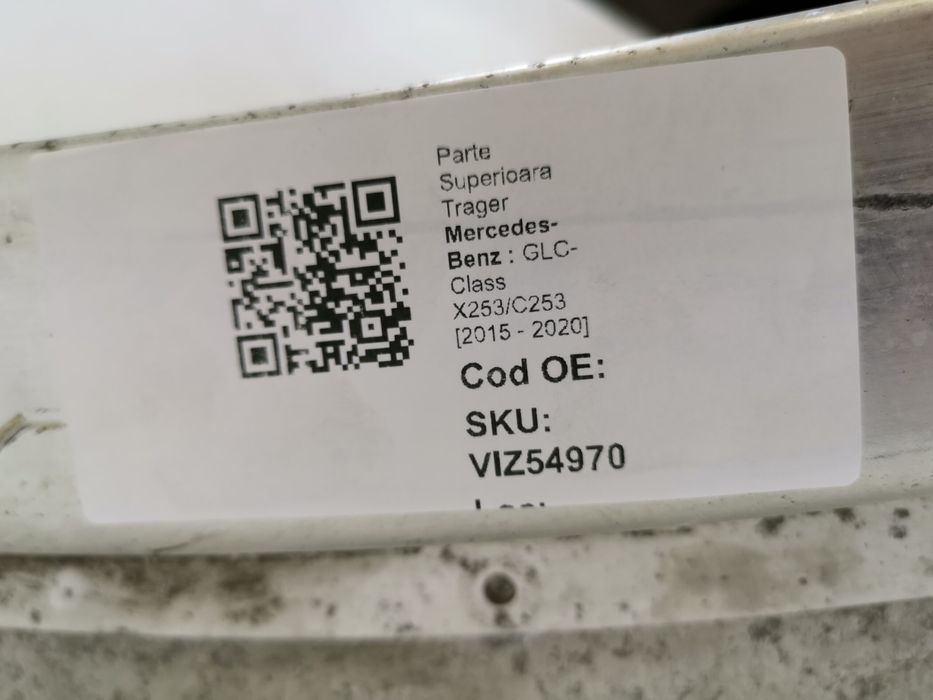 Parte
Superioara
Trager
Mercedes-
Benz : GLC-
Class
X253/C253
[2015 - 2020]
Cod OE:
SKU:
VIZ54970